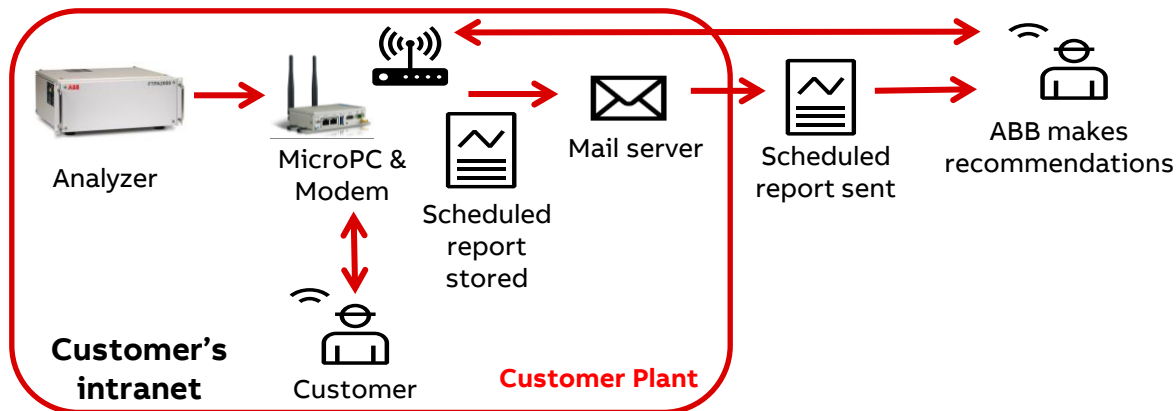 ABB
Analyzer
MicroPC &
Modem
Scheduled
report
stored
Mail server
Scheduled
report sent
ABB makes
recommendations
Customer's
intranet
Customer
Customer Plant